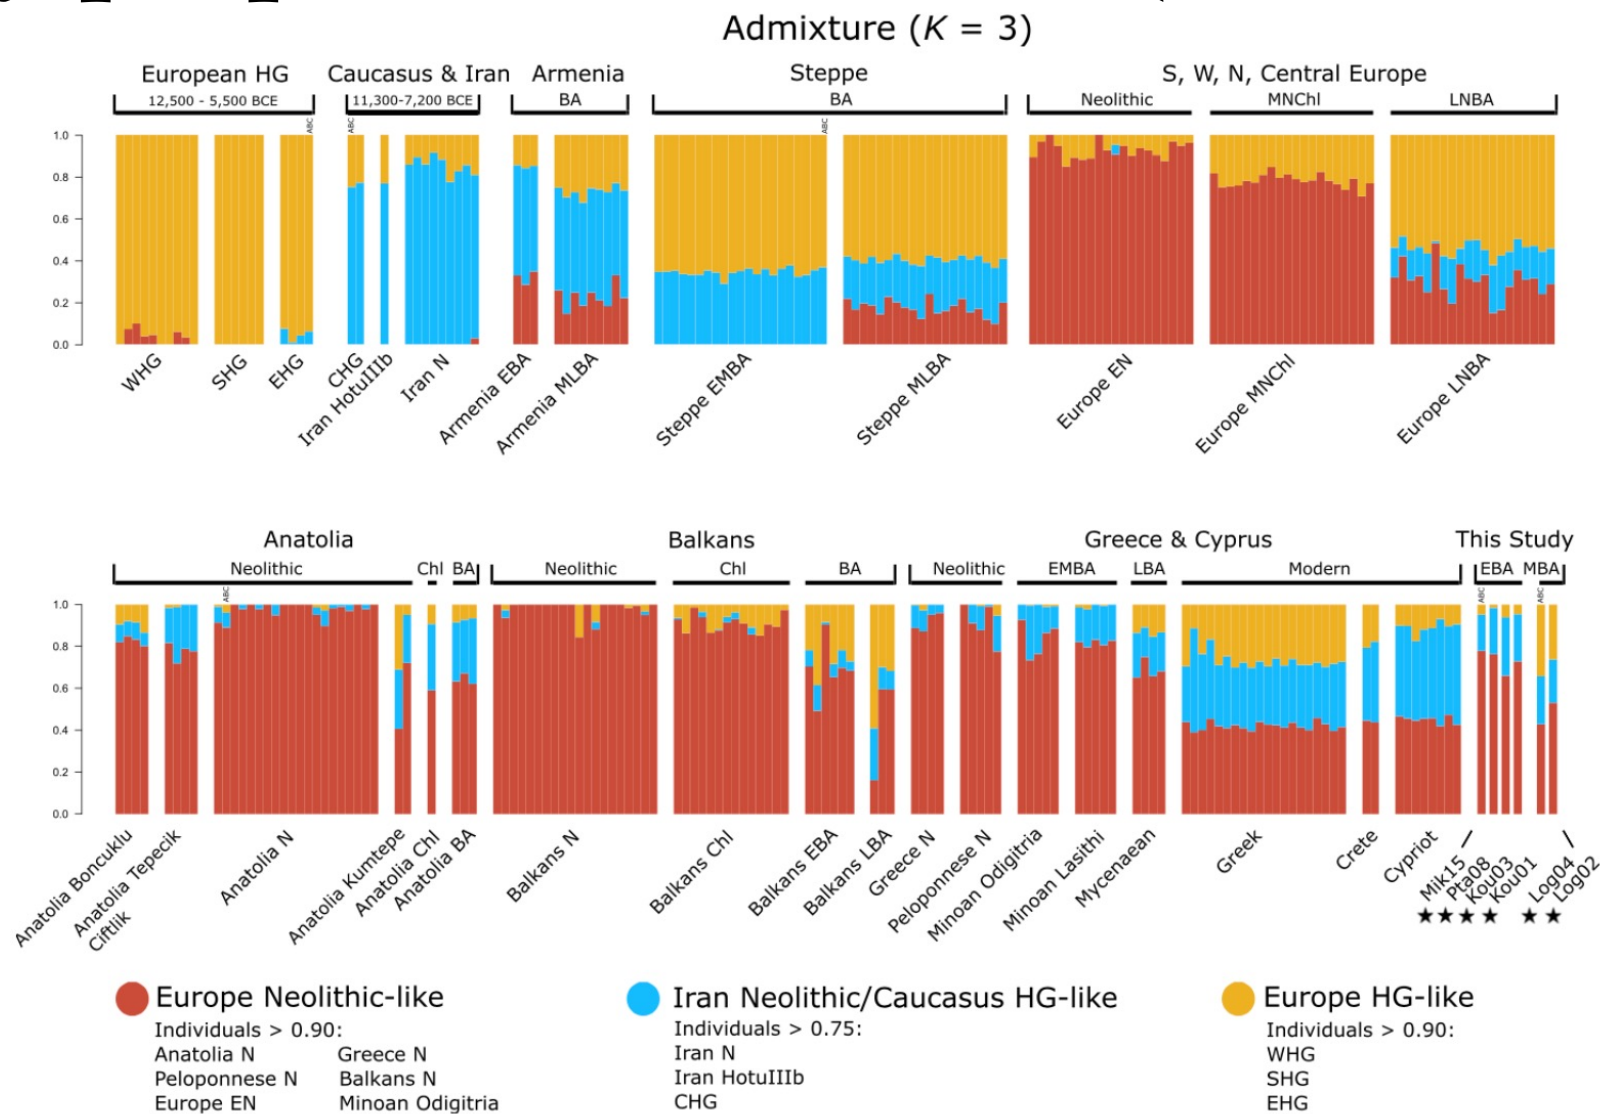 Admixture (K = 3)
European HG Caucasus & Iran Armenia Steppe S, W, N, Central Europe
12,500 - 5,500 BCE 11,300-7,200 BCE BA BA Neolithic MNChl LNBA
ABC ABC ABC
1.0
0.8
0.6
0.4
0.2
0.0
WHG SHG EHG CHG Iran HotuIIIb Iran N Armenia EBA Armenia MLBA Steppe EMBA Steppe MLBA Europe EN Europe MNChl Europe LNBA
Anatolia Balkans Greece & Cyprus This Study
Neolithic Chl BA Neolithic Chl BA Neolithic EMBA LBA Modern EBA MBA
ABC ABC ABC
1.0
0.8
0.6
0.4
0.2
0.0
Anatolia Boncuklu
Anatolia Tepecik
Ciftlik
Anatolia N
Anatolia Kumtepe
Anatolia Chl
Anatolia BA
Balkans N
Balkans Chl
Balkans EBA
Balkans LBA
Greece N
Peloponnese N
Minoan Odigitria
Minoan Lasithi
Mycenaean
Greek
Crete
Cypriot
Mik15
Pta08
Kou03
Kou01
Log04
Log02
★ ★ ★ ★ ★ ★
Europe Neolithic-like Iran Neolithic/Caucasus HG-like Europe HG-like
Individuals > 0.90: Individuals > 0.75: Individuals > 0.90:
Anatolia N Greece N Iran N WHG
Peloponnese N Balkans N Iran HotuIIIb SHG
Europe EN Minoan Odigitria CHG EHG